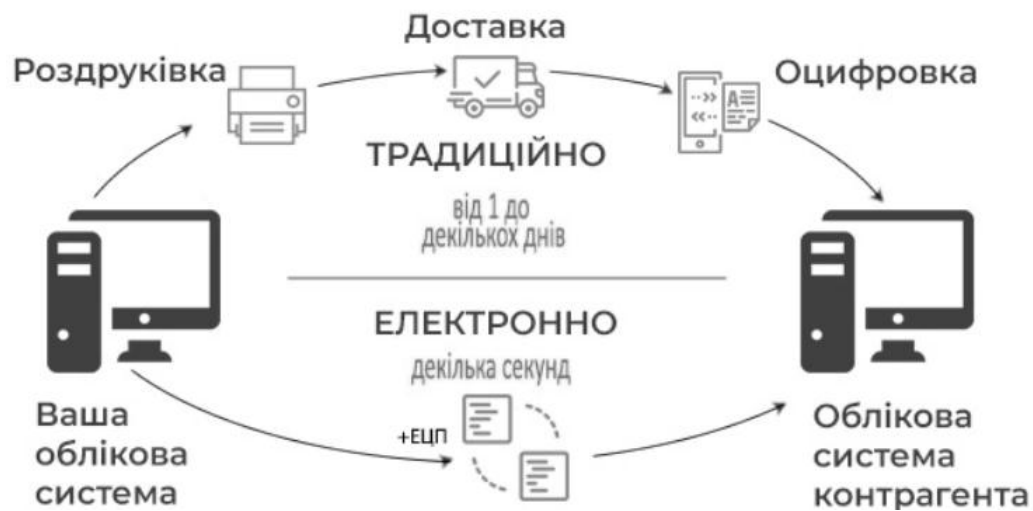 Доставка
Роздруківка
Оцифровка
ТРАДИЦІЙНО
від 1 до
декількох днів
ЕЛЕКТРОННО
декілька секунд
+ЕЦП
Ваша
облікова
система
Облікова
система
контрагента